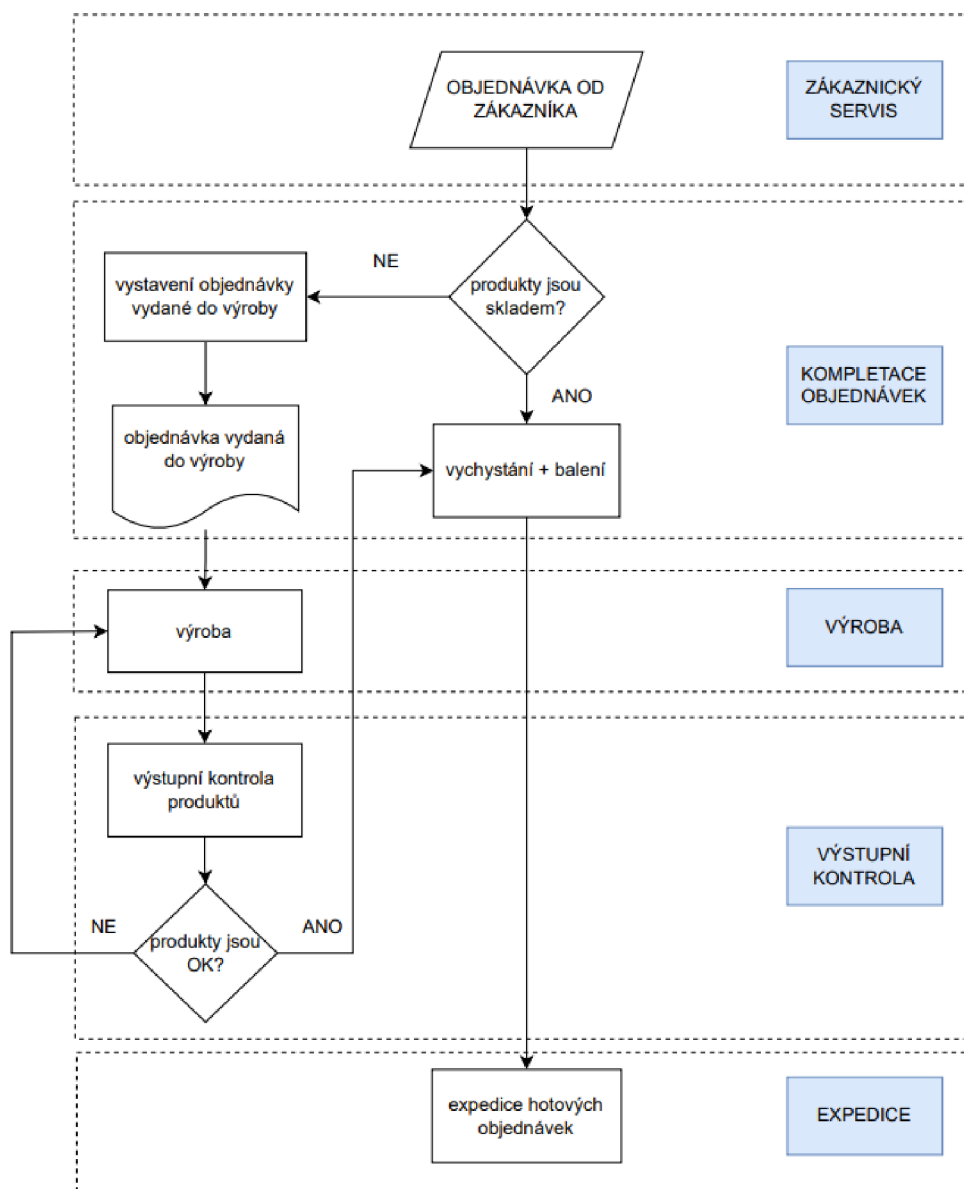 OBJEDNÁVKA OD
ZÁKAZNÍKA
ZÁKAZNICKÝ
SERVIS
NE
produkty jsou
skladem?
vystavení objednávky
vydané do výroby
KOMPLETACE
OBJEDNÁVEK
ANO
objednávka vydaná
do výroby
vychystání + balení
výroba
VÝROBA
výstupní kontrola
produktů
VÝSTUPNÍ
KONTROLA
NE
ANO
produkty jsou
OK?
expedice hotových
objednávek
EXPEDICE